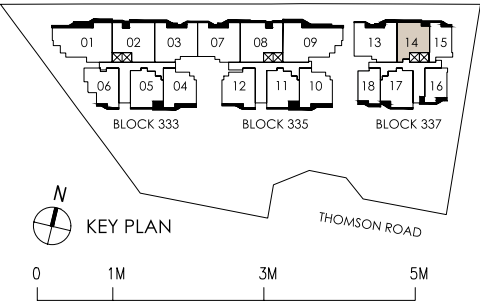 01 02 03 07 08 09 13 14 15
06 05 04 12 11 10 18 17 16
BLOCK 333 BLOCK 335 BLOCK 337
N
KEY PLAN
THOMSON ROAD
0 1M 3M 5M